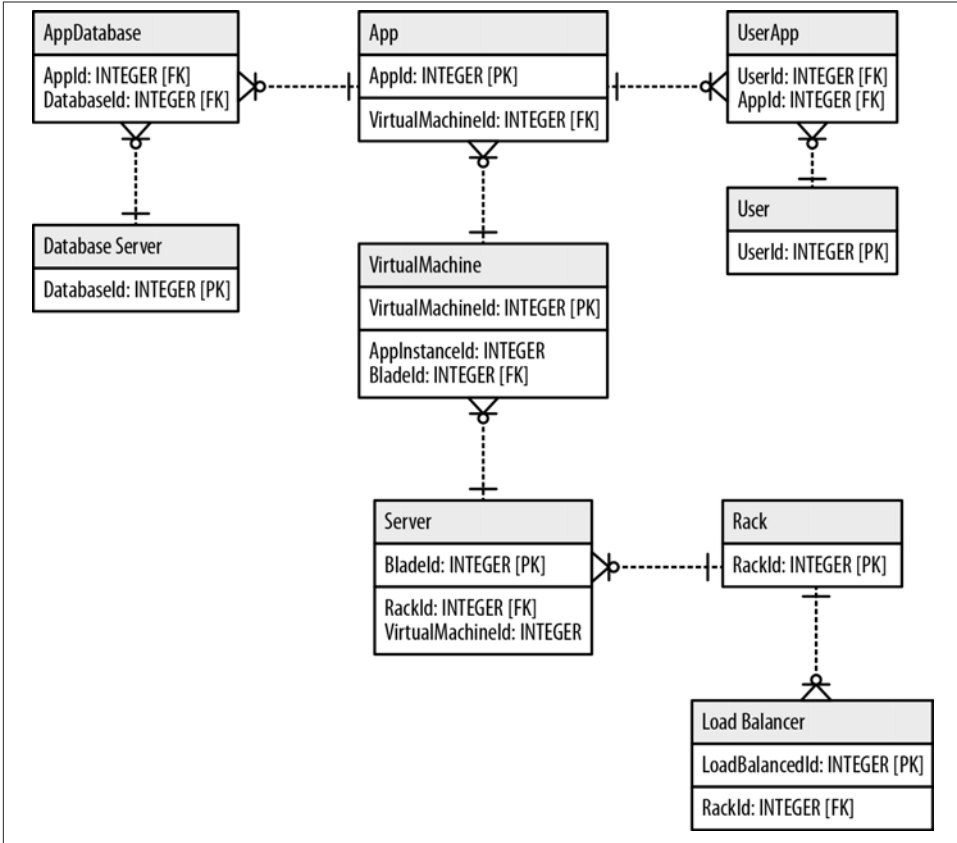 AppDatabase
AppId: INTEGER [FK]
DatabaseId: INTEGER [FK]
App
AppId: INTEGER [PK]
VirtualMachineId: INTEGER [FK]
UserApp
UserId: INTEGER [FK]
AppId: INTEGER [FK]
User
UserId: INTEGER [PK]
Database Server
DatabaseId: INTEGER [PK]
VirtualMachine
VirtualMachineId: INTEGER [PK]
AppInstanceId: INTEGER
BladeId: INTEGER [FK]
Server
BladeId: INTEGER [PK]
RackId: INTEGER [FK]
VirtualMachineId: INTEGER
Rack
RackId: INTEGER [PK]
Load Balancer
LoadBalancedId: INTEGER [PK]
RackId: INTEGER [FK]